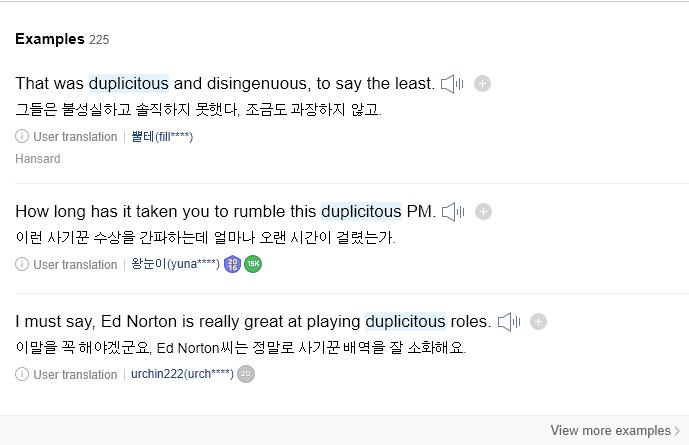 Examples 225
That was duplicitous and disingenuous, to say the least.
그들은 불성실하고 솔직하지 못했다, 조금도 과장하지 않고.
User translation | 뿔테(fill****)
Hansard
How long has it taken you to rumble this duplicitous PM.
이런 사기꾼 수상을 간파하는데 얼마나 오랜 시간이 걸렸는가.
User translation | 왕눈이(yuna****) 2016 15K
I must say, Ed Norton is really great at playing duplicitous roles.
이말을 꼭 해야겠군요, Ed Norton씨는 정말로 사기꾼 배역을 잘 소화해요.
User translation | urchin222(urch****) 20
View more examples >